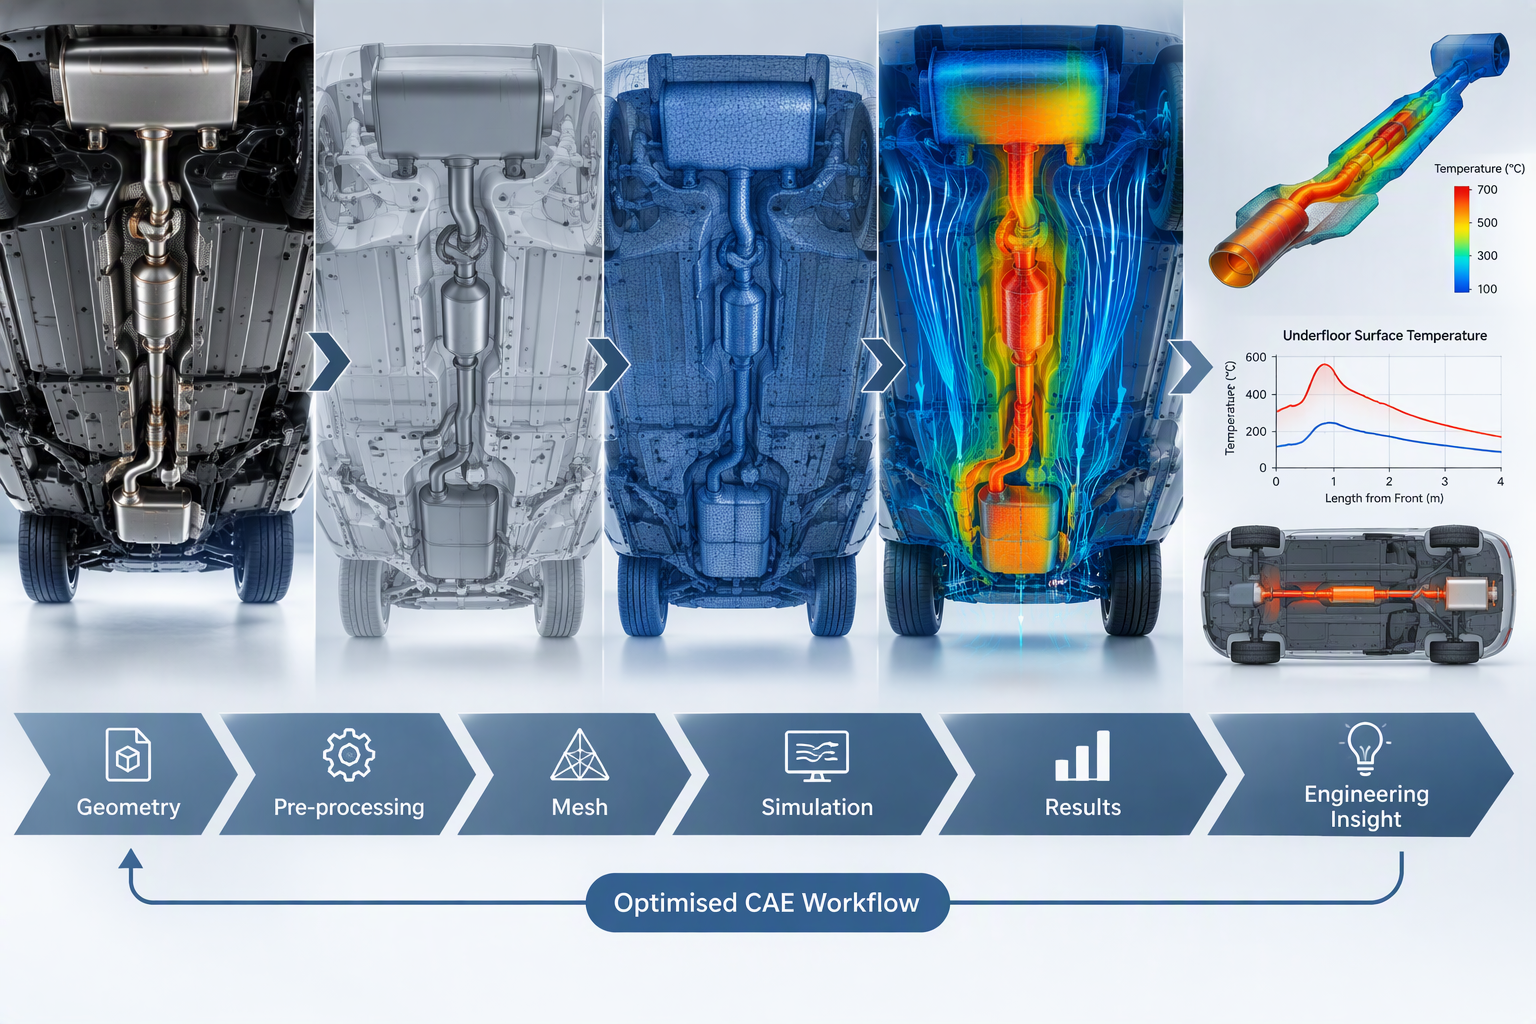 Temperature (°C)
700
500
300
100
Underfloor Surface Temperature
Temperature (°C)
600
400
200
0
0
1
2
3
4
Length from Front (m)
Geometry
Pre-processing
Mesh
Simulation
Results
Engineering
Insight
Optimised CAE Workflow